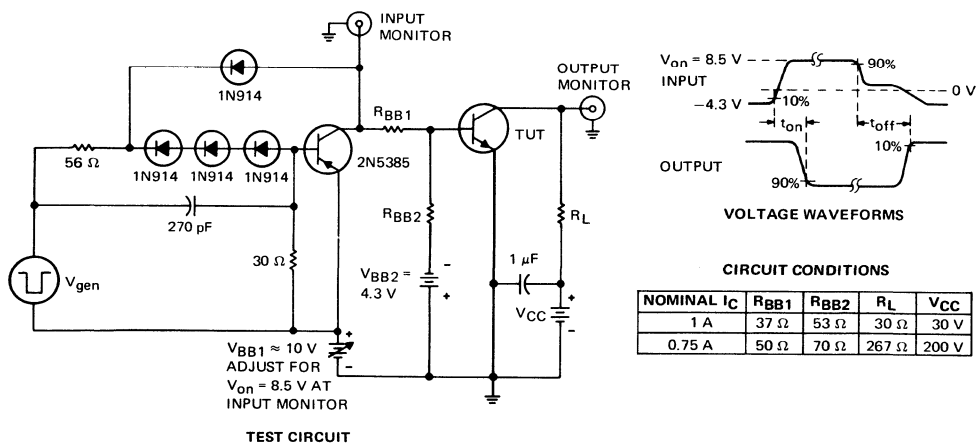 INPUT
MONITOR
1N914
56 Ω
1N914
1N914
1N914
2N5385
270 pF
30 Ω
Vgen
VBB1 ≈ 10 V
ADJUST FOR
Von = 8.5 V AT
INPUT MONITOR
RBB1
RBB2
VBB2 =
4.3 V
-
+
+
-
TUT
OUTPUT
MONITOR
RL
1 μF
VCC
+
-
TEST CIRCUIT
Von = 8.5 V
INPUT
-4.3 V
90%
10%
0 V
ton
toff
10%
OUTPUT
90%
VOLTAGE WAVEFORMS
CIRCUIT CONDITIONS
NOMINAL IC RBB1 RBB2 RL VCC
1 A 37 Ω 53 Ω 30 Ω 30 V
0.75 A 50 Ω 70 Ω 267 Ω 200 V